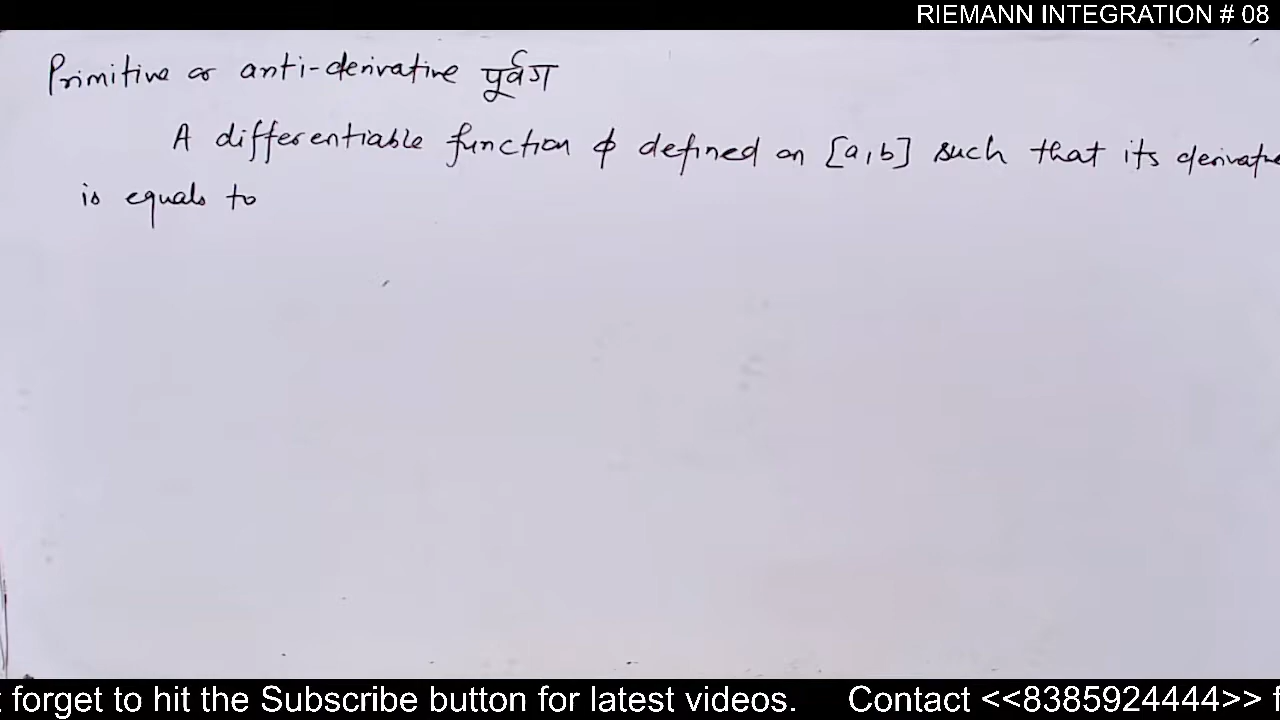 RIEMANN INTEGRATION # 08
Primitive or anti-derivative पूर्वग
A differentiable function ϕ defined on [a,b] such that its derivative
is equals to
forget to hit the Subscribe button for latest videos. Contact <<8385924444>> f